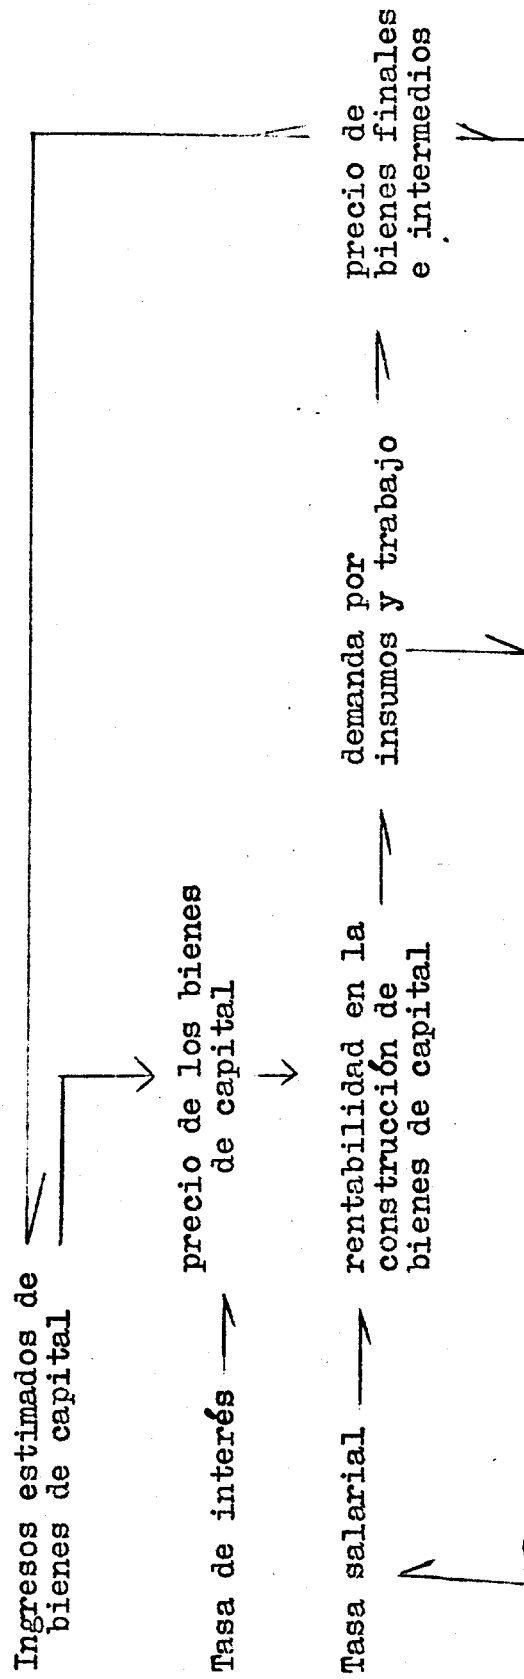 Ingresos estimados de
bienes de capital
Tasa de interés
precio de los bienes
de capital
Tasa salarial
rentabilidad en la
construcción de
bienes de capital
demanda por
insumos y trabajo
precio de
bienes finales
e intermedios